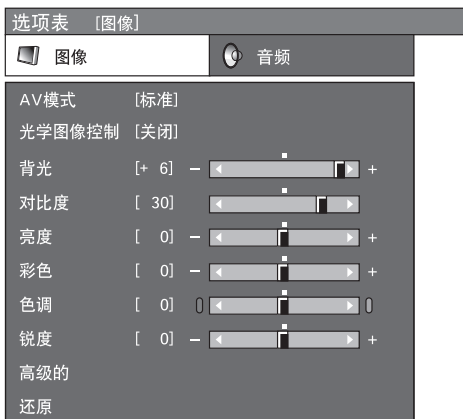 选项表 [图像]
图像 音频
AV模式 [标准]
光学图像控制 [关闭]
背光 [+ 6] − +
对比度 [ 30]
亮度 [ 0] − +
彩色 [ 0] − +
色调 [ 0]
锐度 [ 0] − +
高级的
还原